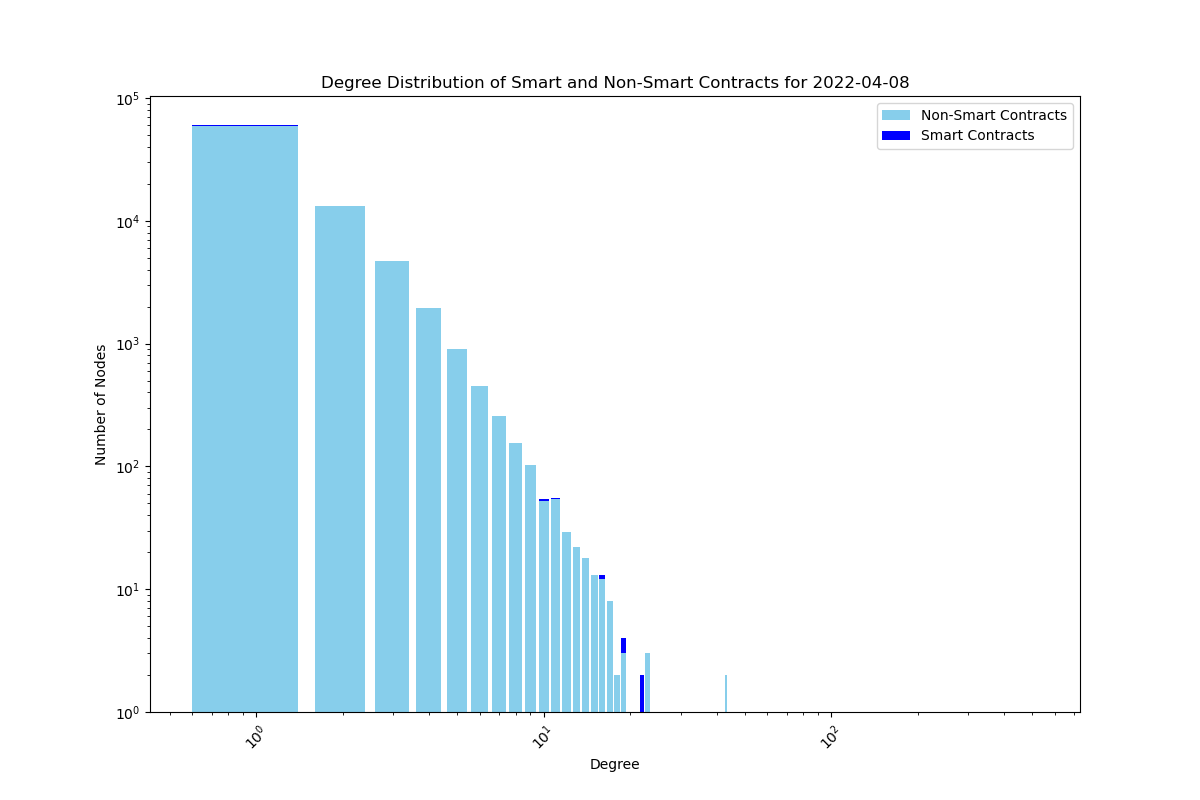 Degree Distribution of Smart and Non-Smart Contracts for 2022-04-08
Non-Smart Contracts
Smart Contracts
Number of Nodes
10⁵
10⁴
10³
10²
10¹
10⁰
10⁰
10¹
10²
Degree